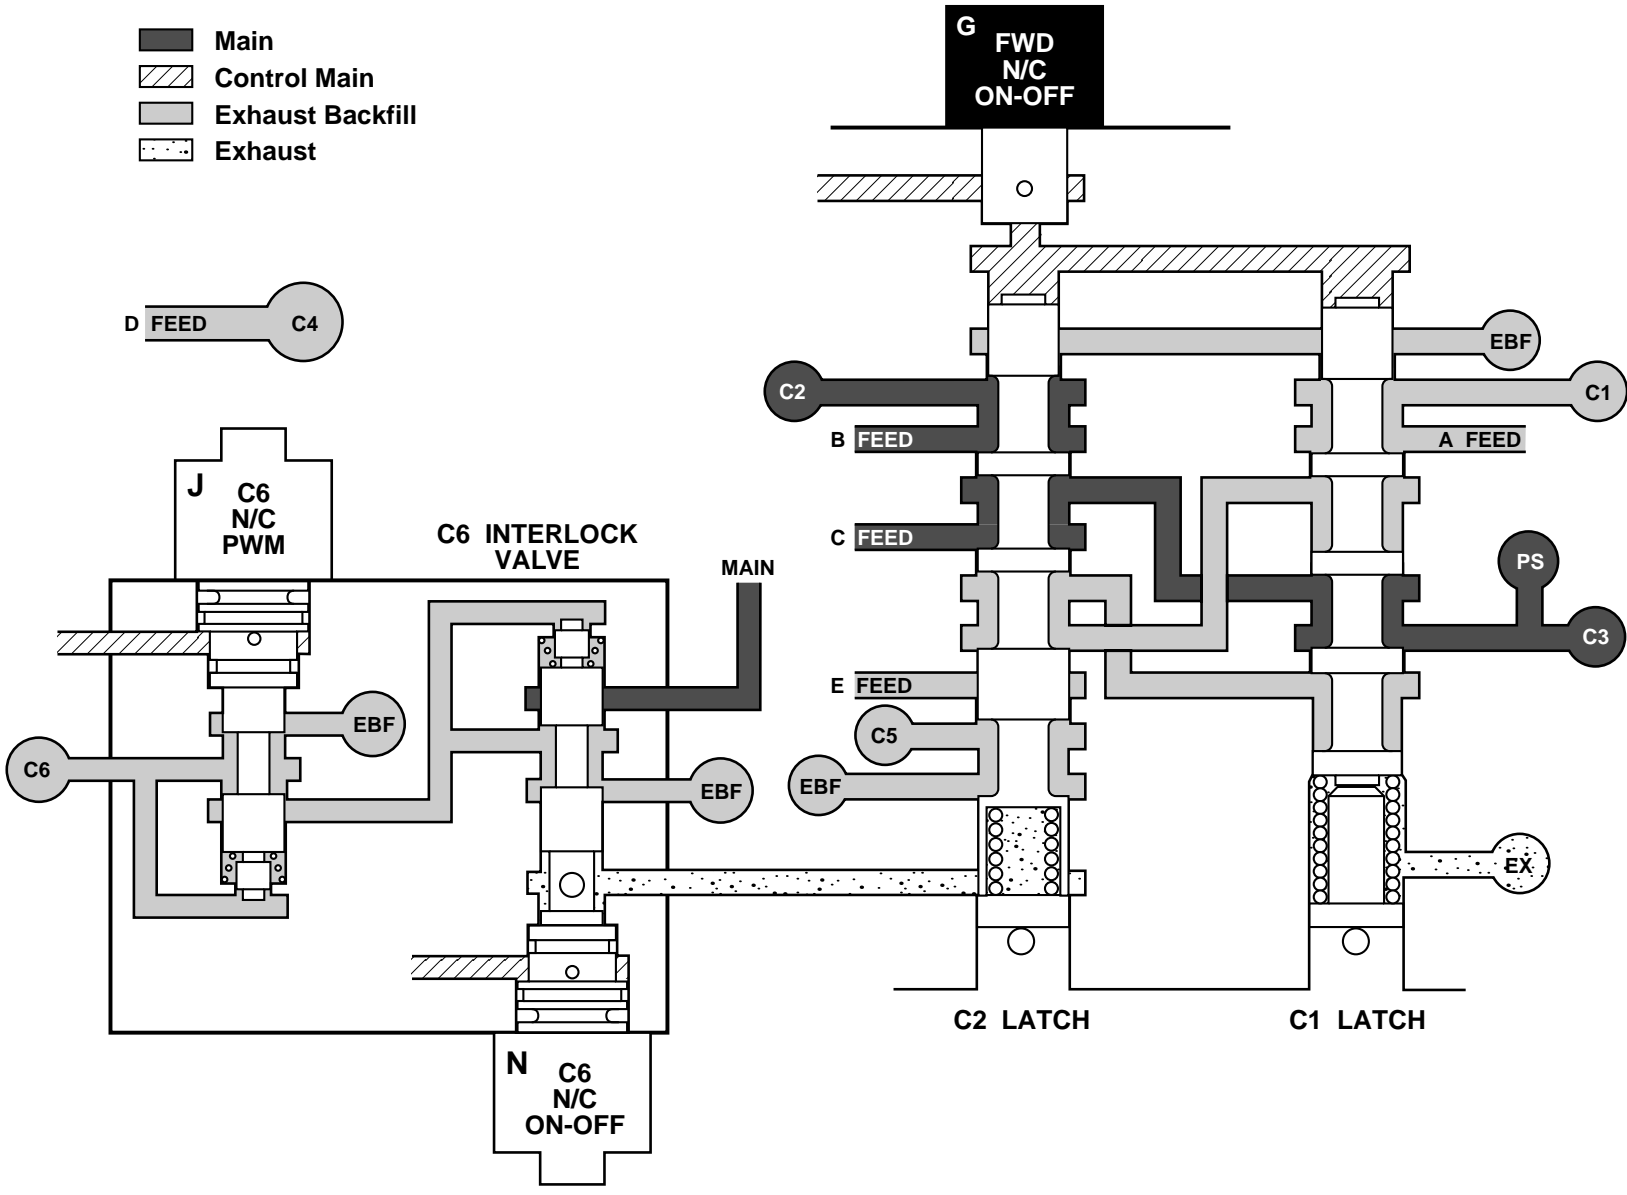 Main
Control Main
Exhaust Backfill
Exhaust
G
FWD
N/C
ON-OFF
D FEED
C4
EBF
C2
C1
B FEED
A FEED
J
C6
N/C
PWM
C6 INTERLOCK
VALVE
MAIN
C FEED
PS
C3
E FEED
EBF
C5
C6
EBF
EBF
EX
C2 LATCH
C1 LATCH
N
C6
N/C
ON-OFF